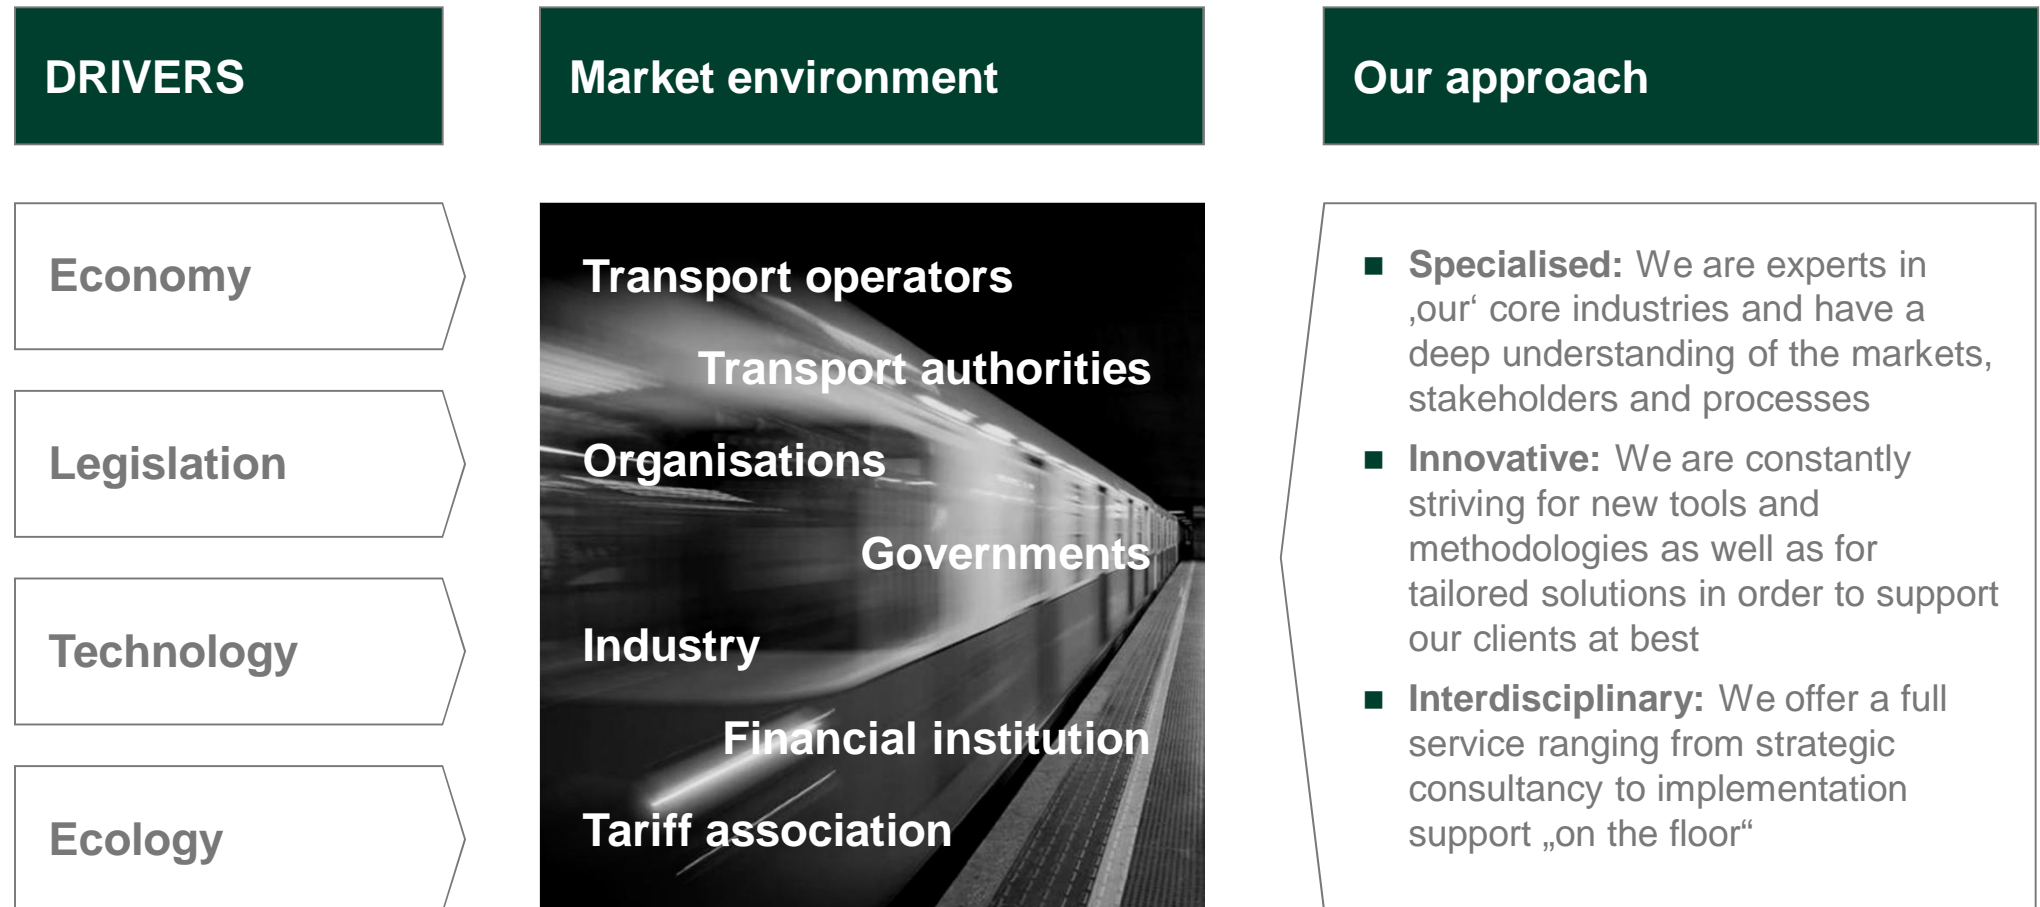 DRIVERS
Economy
Legislation
Technology
Ecology
Market environment
Transport operators
Transport authorities
Organisations
Governments
Industry
Financial institution
Tariff association
Our approach
■ Specialised: We are experts in
‚our‘ core industries and have a
deep understanding of the markets,
stakeholders and processes
■ Innovative: We are constantly
striving for new tools and
methodologies as well as for
tailored solutions in order to support
our clients at best
■ Interdisciplinary: We offer a full
service ranging from strategic
consultancy to implementation
support „on the floor“